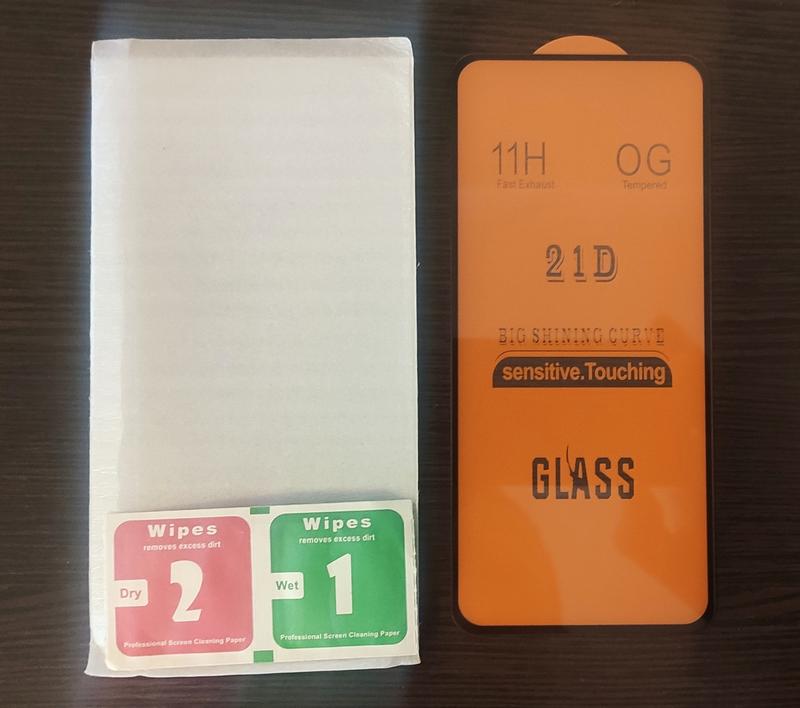 11H
Fast Exhaust
OG
Tempered
21D
BIG SHINING CURVE
sensitive.Touching
GLASS
Wipes
removes excess dirt
Dry
2
Professional Screen Cleaning Paper
Wipes
removes excess dirt
Wet
1
Professional Screen Cleaning Paper